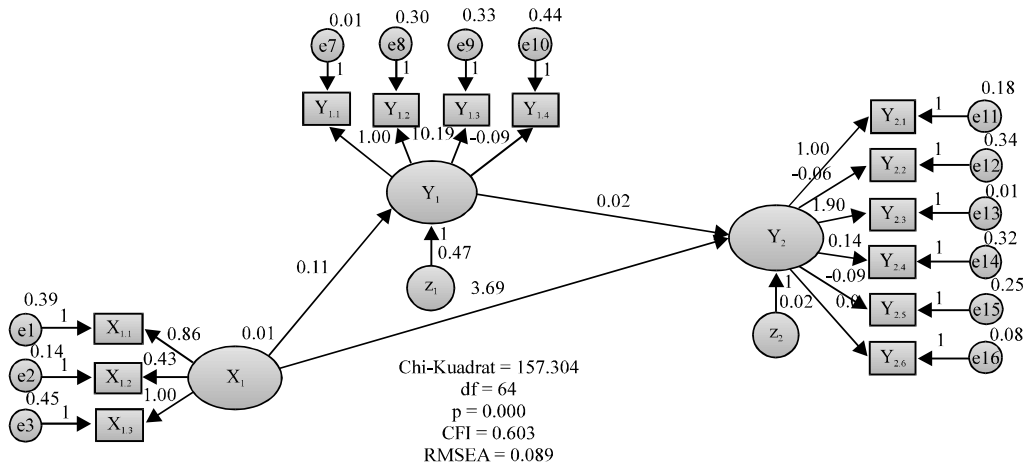 0.01 0.30 0.33 0.44
e7 e8 e9 e10
1 1 1 1
Y1.1 Y1.2 Y1.3 Y1.4
1.00 10.19 -0.09
Y1
1
0.47
z1
0.11
0.02
3.69
0.18
Y2.1 1 e11
1.00
0.34
Y2.2 1 e12
-0.06
0.01
Y2.3 1 e13
1.90
0.32
Y2.4 1 e14
0.14
0.25
Y2.5 1 e15
-0.09
0.08
Y2.6 1 e16
Y2
1
0.02
z2
0.39
e1 1 X1.1
0.86
0.14
e2 1 X1.2
0.43
0.45
e3 1 X1.3
1.00
0.01
X1
Chi-Kuadrat = 157.304
df = 64
p = 0.000
CFI = 0.603
RMSEA = 0.089